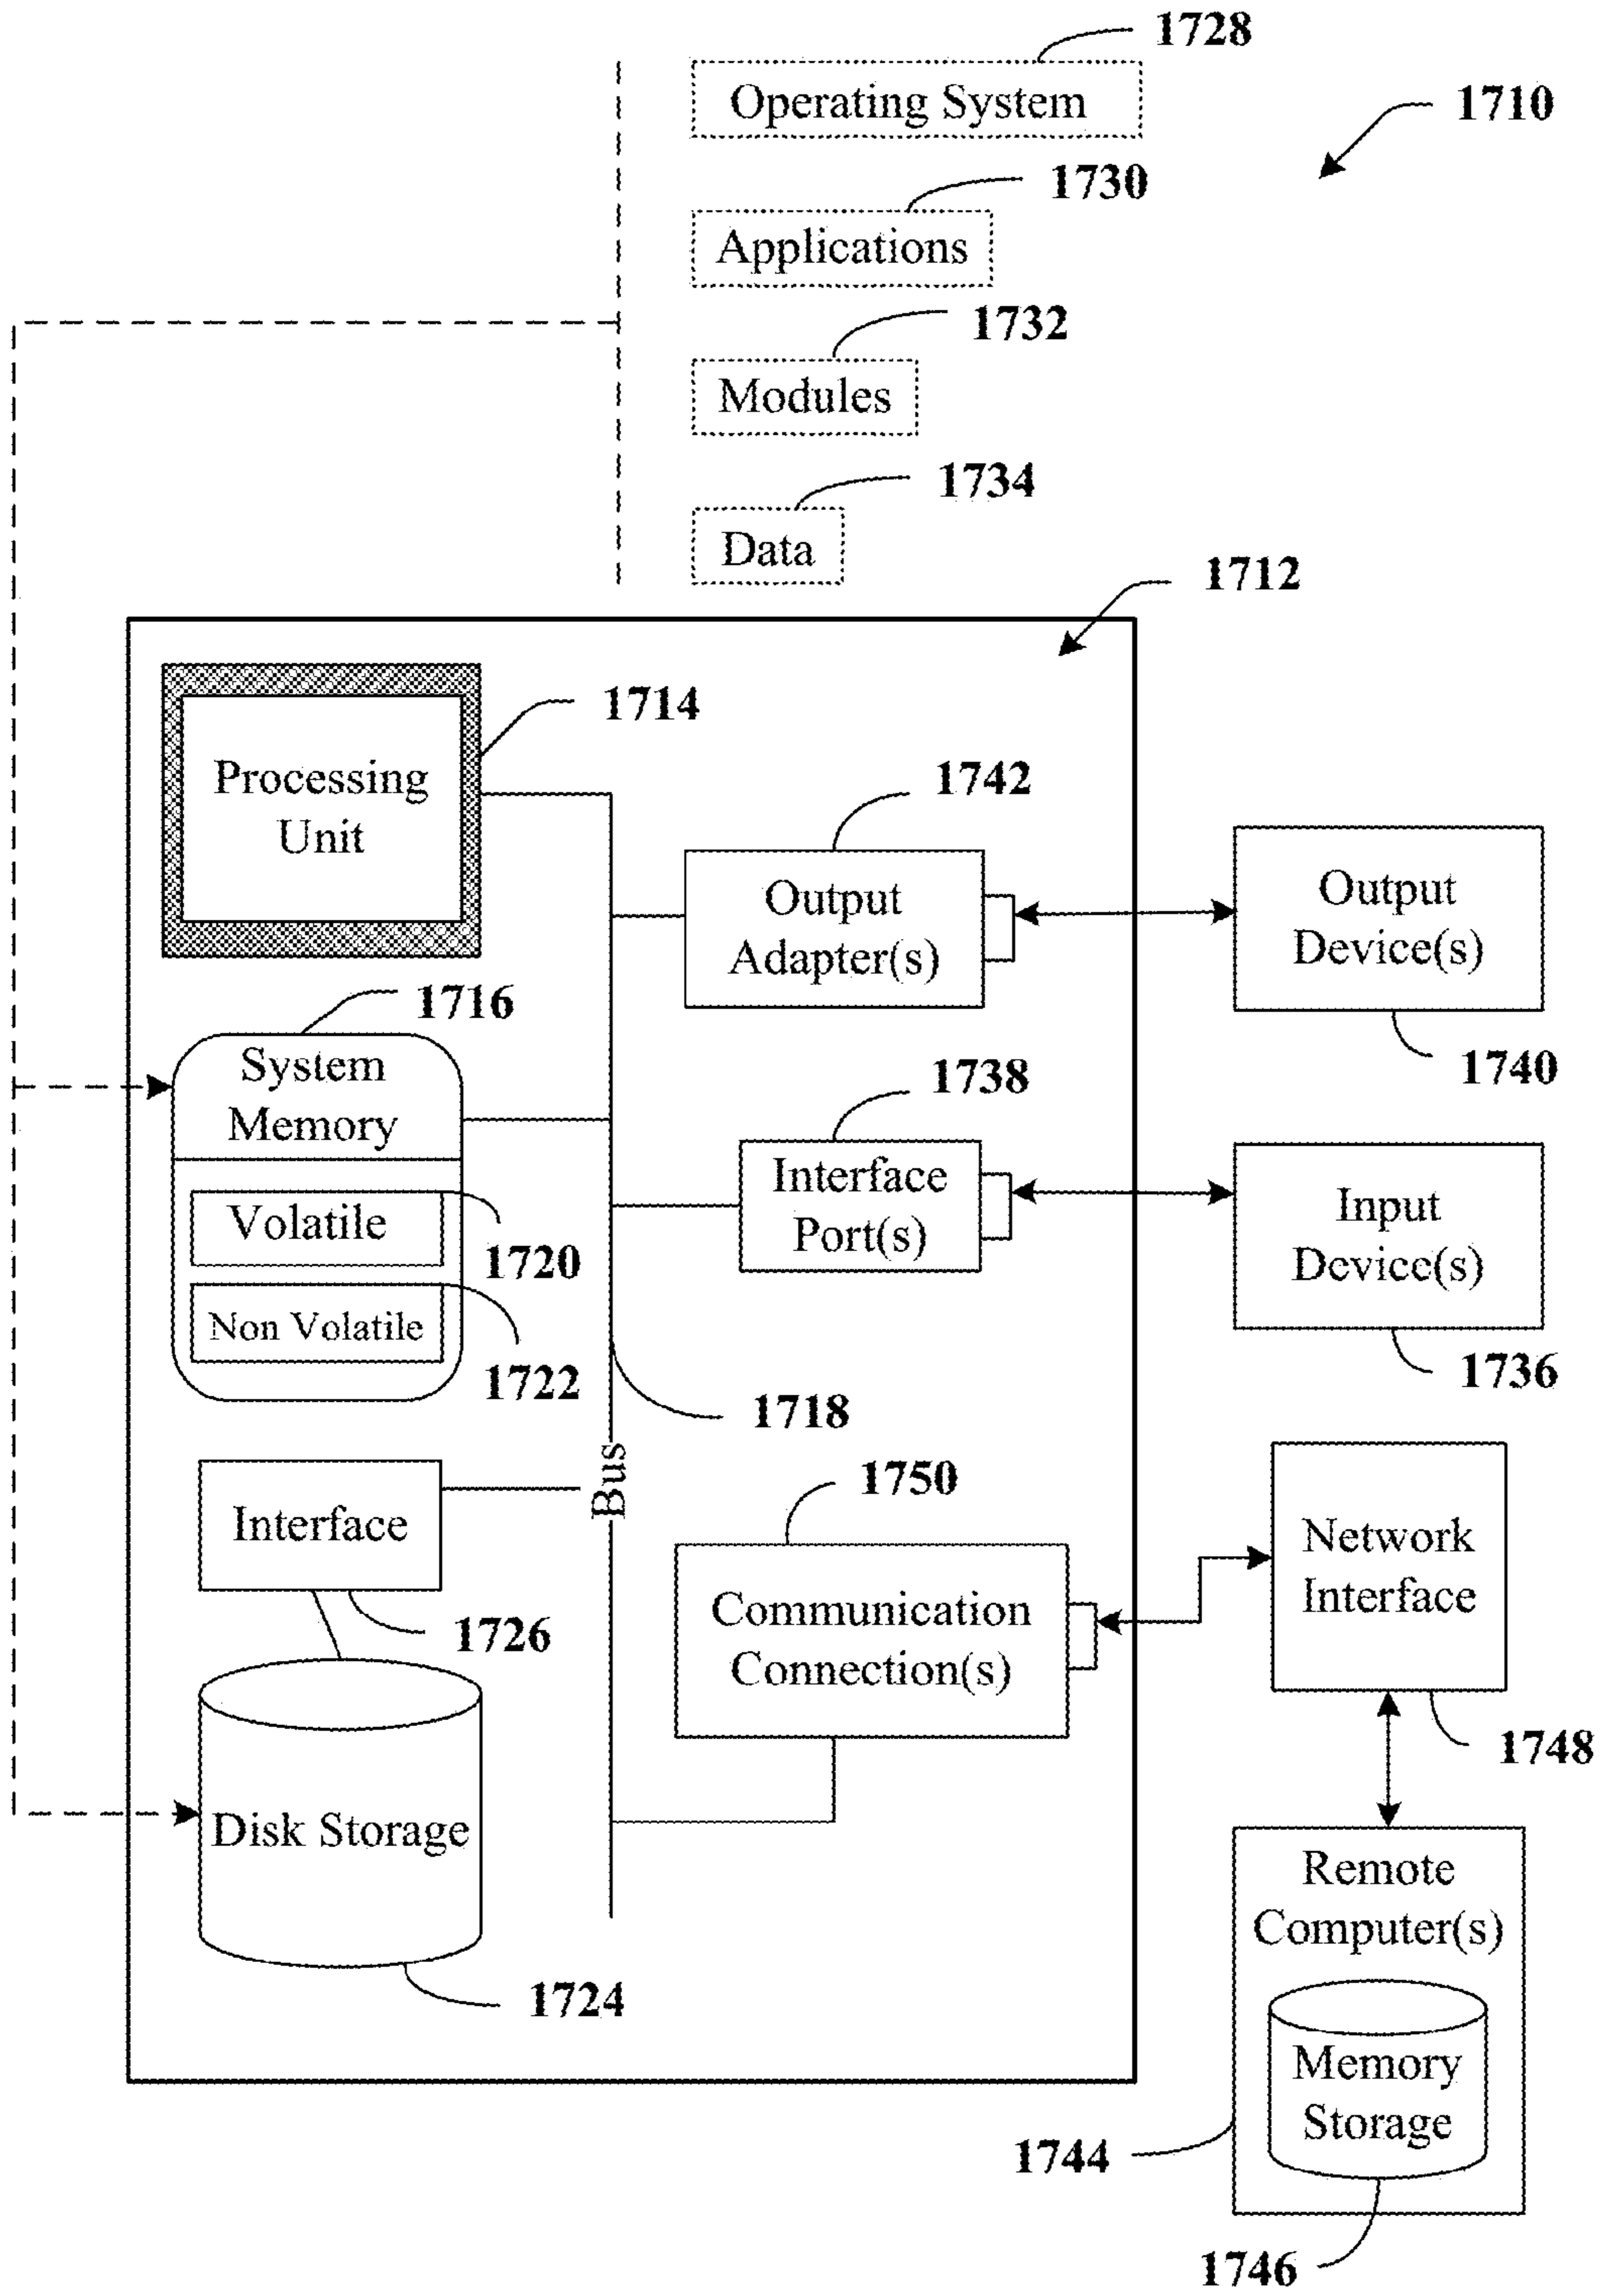 1728
Operating System
1710
1730
Applications
1732
Modules
1734
Data
1712
1714
Processing
Unit
1742
Output
Adapter(s)
Output
Device(s)
1740
1716
System
Memory
1738
Interface
Port(s)
Input
Device(s)
1736
Volatile
1720
Non Volatile
1722
1718
Bus
1750
Interface
1726
Communication
Connection(s)
Network
Interface
1748
Disk Storage
1724
Remote
Computer(s)
Memory
Storage
1744
1746